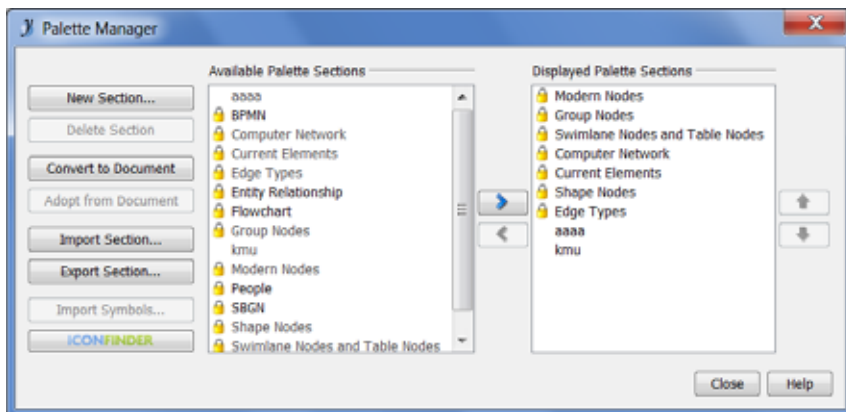 Palette Manager
Available Palette Sections
Displayed Palette Sections
New Section...
Delete Section
Convert to Document
Adopt from Document
Import Section...
Export Section...
Import Symbols...
ICONFINDER
aaaa
BPMN
Computer Network
Current Elements
Edge Types
Entity Relationship
Flowchart
Group Nodes
kmu
Modern Nodes
People
SBGN
Shape Nodes
Swimlane Nodes and Table Nodes
Modern Nodes
Group Nodes
Swimlane Nodes and Table Nodes
Computer Network
Current Elements
Shape Nodes
Edge Types
aaaa
kmu
Close
Help